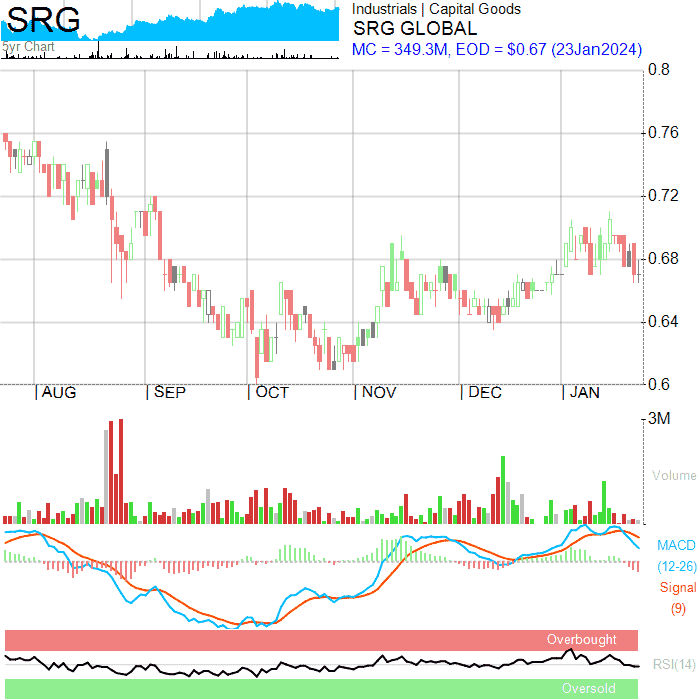 SRG
5yr Chart
Industrials | Capital Goods
SRG GLOBAL
MC = 349.3M, EOD = $0.67 (23Jan2024)
0.8
0.76
0.72
0.68
0.64
0.6
| AUG | SEP | OCT | NOV | DEC | JAN
3M
Volume
MACD
(12-26)
Signal
(9)
Overbought
RSI(14)
Oversold